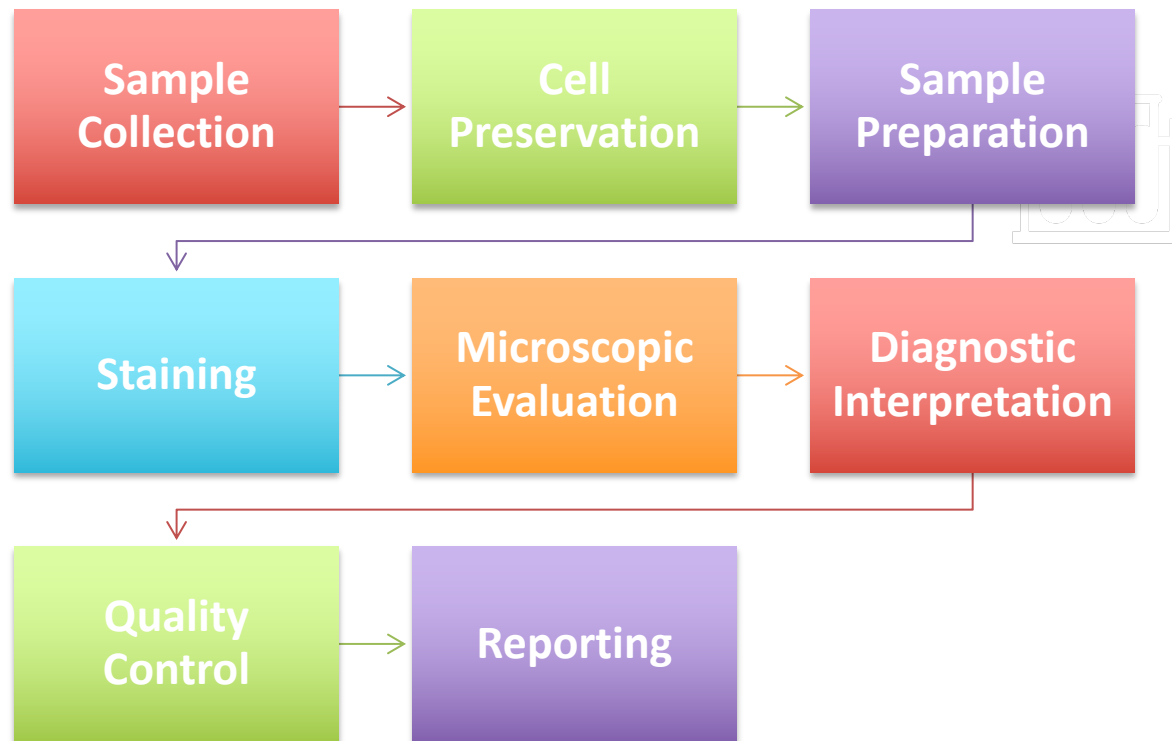 Sample
Collection
Cell
Preservation
Sample
Preparation
Staining
Microscopic
Evaluation
Diagnostic
Interpretation
Quality
Control
Reporting